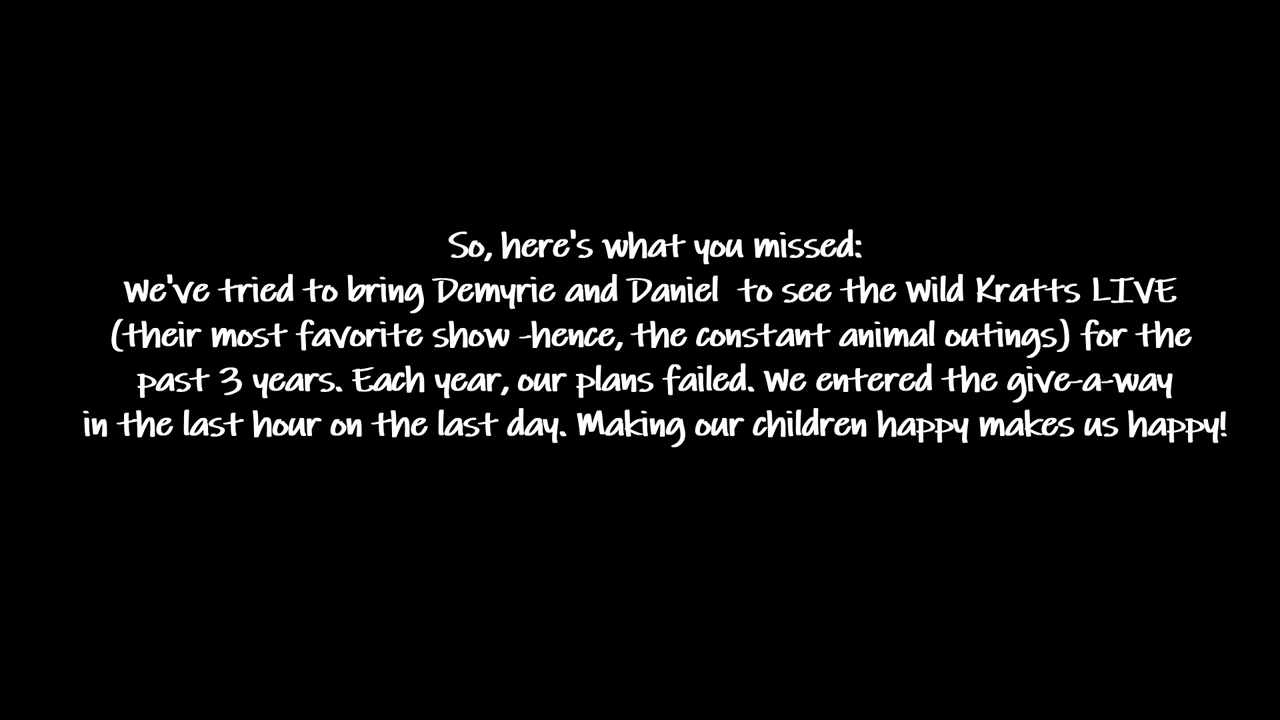 So, here's what you missed:
We've tried to bring Demyrie and Daniel to see the Wild Kratts LIVE
(their most favorite show -hence, the constant animal outings) for the
past 3 years. Each year, our plans failed. We entered the give-a-way
in the last hour on the last day. Making our children happy makes us happy!